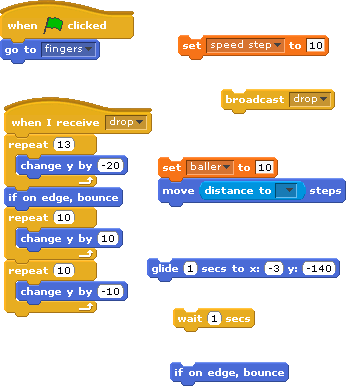 when clicked
go to fingers
set speed step to 10
broadcast drop
when I receive drop
repeat 13
change y by -20
if on edge, bounce
repeat 10
change y by 10
repeat 10
change y by -10
set baller to 10
move distance to steps
glide 1 secs to x: -3 y: -140
wait 1 secs
if on edge, bounce